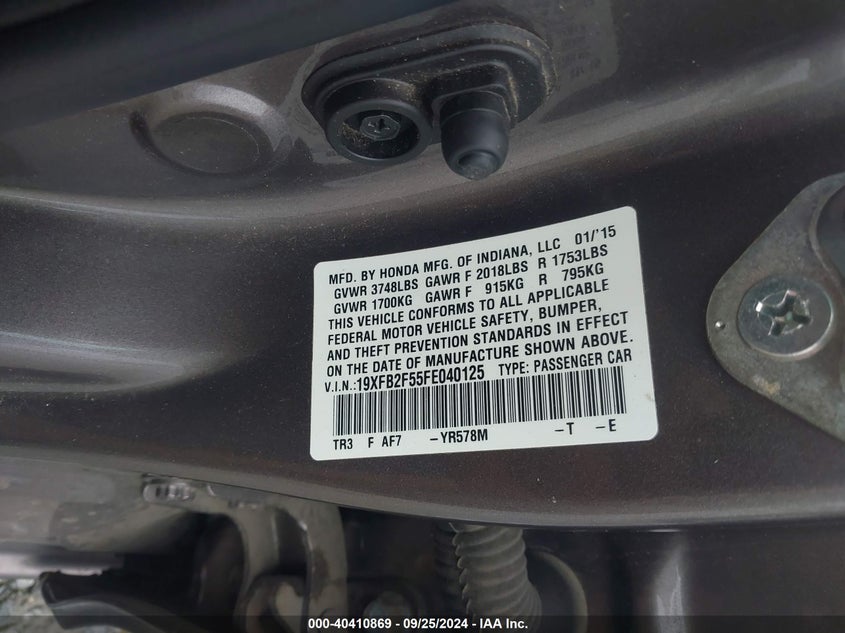 MFD. BY HONDA MFG. OF INDIANA, LLC 01/'15
GVWR 3748LBS GAWR F 2018LBS R 1753LBS
GVWR 1700KG GAWR F 915KG R 795KG
THIS VEHICLE CONFORMS TO ALL APPLICABLE
FEDERAL MOTOR VEHICLE SAFETY, BUMPER,
AND THEFT PREVENTION STANDARDS IN EFFECT
ON THE DATE OF MANUFACTURE SHOWN ABOVE.
V.I.N.:19XFB2F55FE040125 TYPE: PASSENGER CAR
TR3 F AF7 -YR578M -T -E
000-40410869 - 09/25/2024 - IAA Inc.